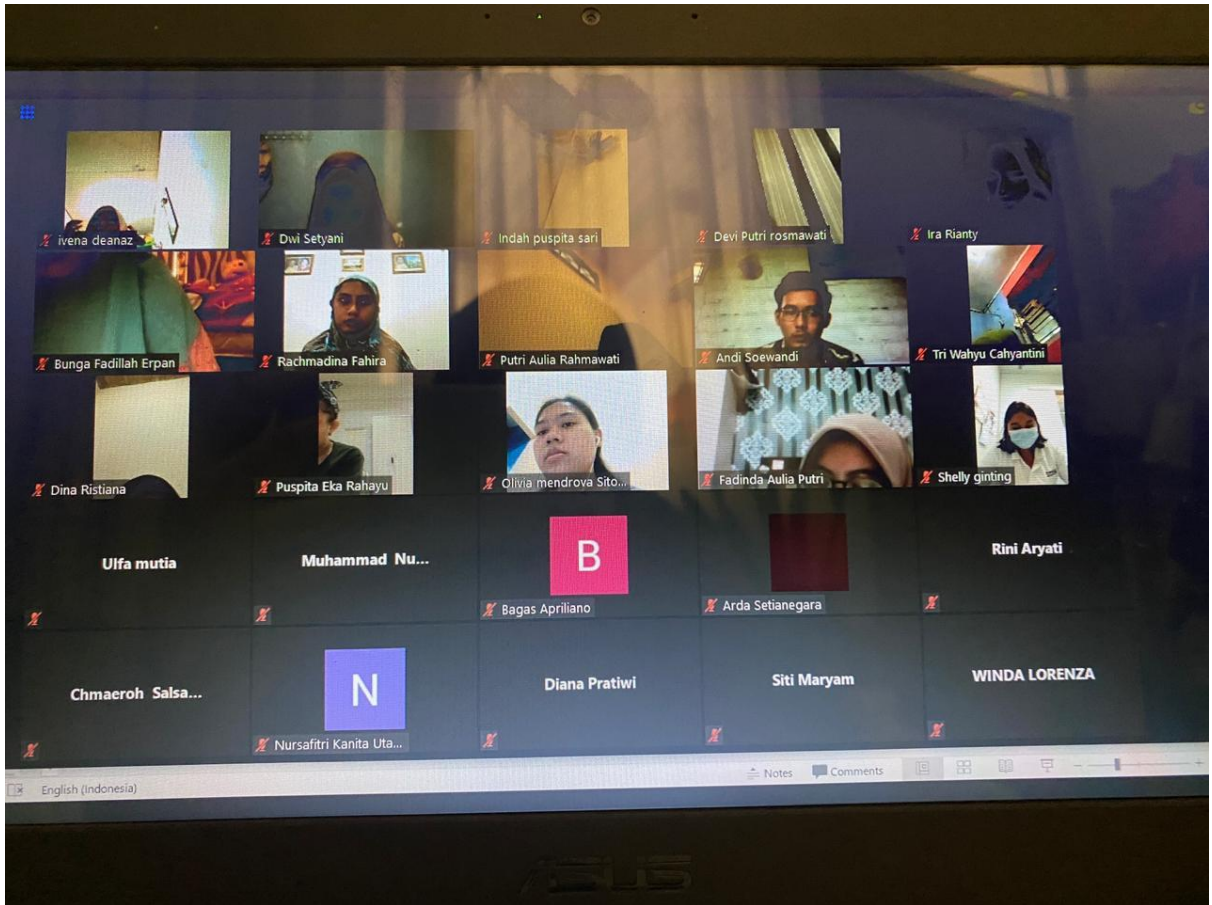 ivena deanaz
Dwi Setyani
Indah puspita sari
Devi Putri rosmawati
Ira Rianty
Bunga Fadillah Erpan
Rachmadina Fahira
Putri Aulia Rahmawati
Andi Soewandi
Tri Wahyu Cahyantini
Dina Ristiana
Puspita Eka Rahayu
Olivia mendrova Sito...
Fadinda Aulia Putri
Shelly ginting
Ulfa mutia
Muhammad Nu...
B
Bagas Apriliano
Arda Setianegara
Rini Aryati
Chmaeroh Salsa...
N
Nursafitri Kanita Uta...
Diana Pratiwi
Siti Maryam
WINDA LORENZA
English (Indonesia)
Notes
Comments
ASUS